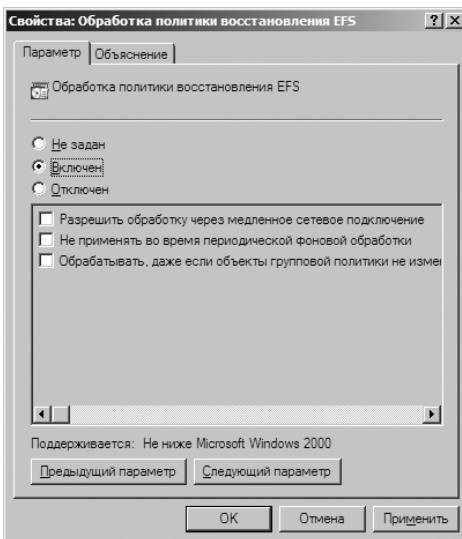 Свойства: Обработка политики восстановления EFS
Параметр Объяснение
Обработка политики восстановления EFS
Не задан
Включен
Отключен
Разрешить обработку через медленное сетевое подключение
Не применять во время периодической фоновой обработки
Обрабатывать, даже если объекты групповой политики не измен
Поддерживается: Не ниже Microsoft Windows 2000
Предыдущий параметр Следующий параметр
OK Отмена Применить